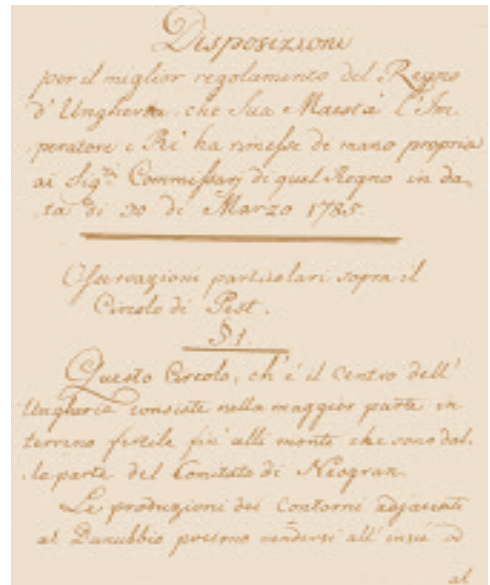 Disposizioni
per il miglior regolamento del Regno
d'Ungheria che Sua Maestà l'Im
peratore e Rè ha rimesse di mano propria
ai Sigri Commissarj di quel Regno in da,
ta di 30 di Marzo 1785.
Osservazioni particolari sopra il
Circolo di Pest.
§ 1.
Questo Circolo, ch'è il centro dell'
Ungheria consiste nella maggior parte in
terreno fertile fin' alli monti che sono dal,
la parte del Comitato di Neogran
Le produzioni dei contorni adjacenti
al Danubbio possono vendersi all' insù ed
al